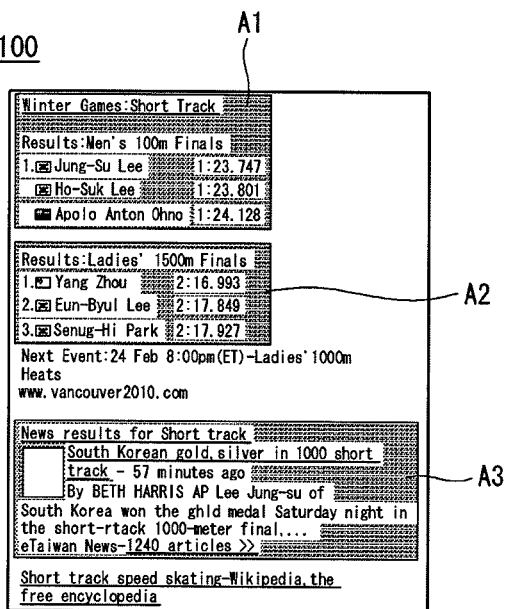 100
A1
Winter Games:Short Track
Results:Men's 100m Finals
1. Jung-Su Lee 1:23.747
Ho-Suk Lee 1:23.801
Apolo Anton Ohno 1:24.128
A2
Results:Ladies' 1500m Finals
1. Yang Zhou 2:16.993
2. Eun-Byul Lee 2:17.849
3. Senug-Hi Park 2:17.927
Next Event:24 Feb 8:00pm(ET)-Ladies'1000m
Heats
www.vancouver2010.com
A3
News results for Short track
South Korean gold,silver in 1000 short
track - 57 minutes ago
By BETH HARRIS AP Lee Jung-su of
South Korea won the ghld medal Saturday night in
the short-rtack 1000-meter final,...
eTaiwan News-1240 articles >>
Short track speed skating-Wikipedia,the
free encyclopedia